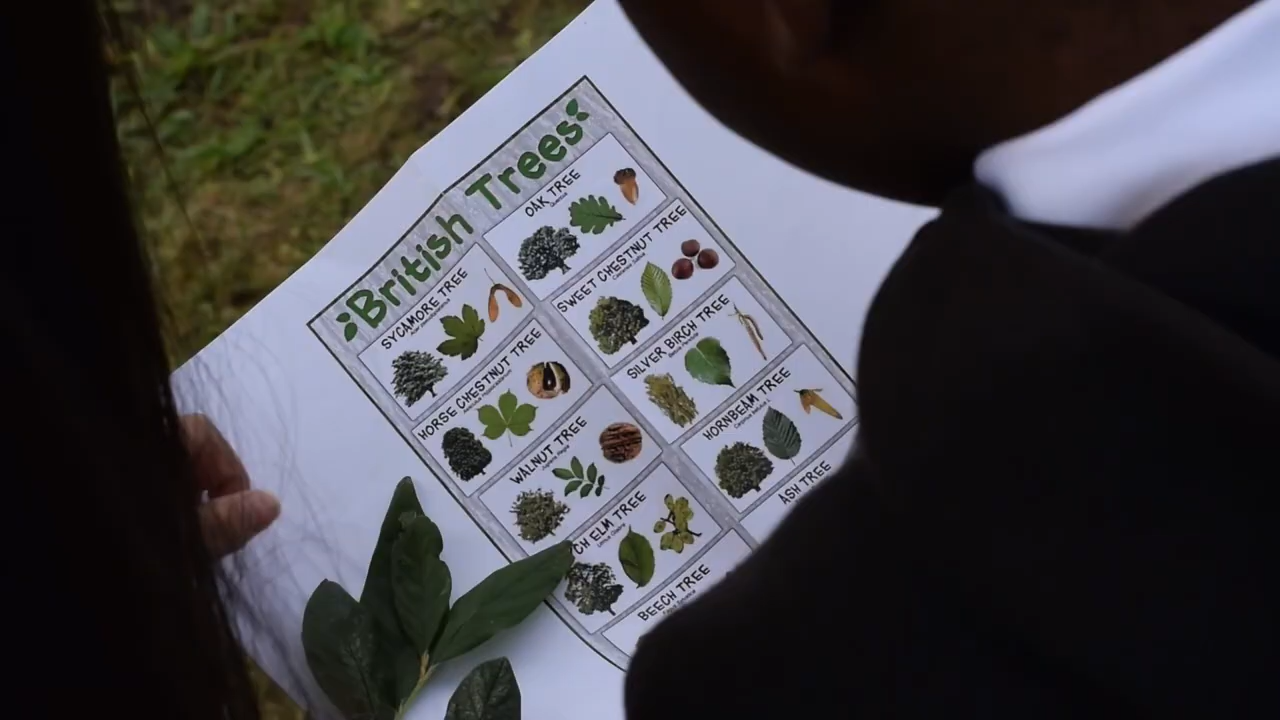 British Trees
SYCAMORE TREE
OAK TREE
HORSE CHESTNUT TREE
SWEET CHESTNUT TREE
WALNUT TREE
SILVER BIRCH TREE
CH ELM TREE
HORNBEAM TREE
BEECH TREE
ASH TREE